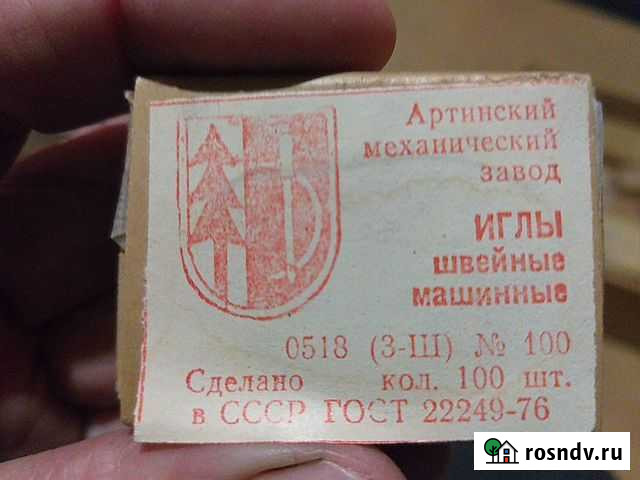 Артинский
механический
завод
ИГЛЫ
швейные
машинные
0518 (3-Ш) № 100
Сделано кол. 100 шт.
в СССР ГОСТ 22249-76
rosndv.ru